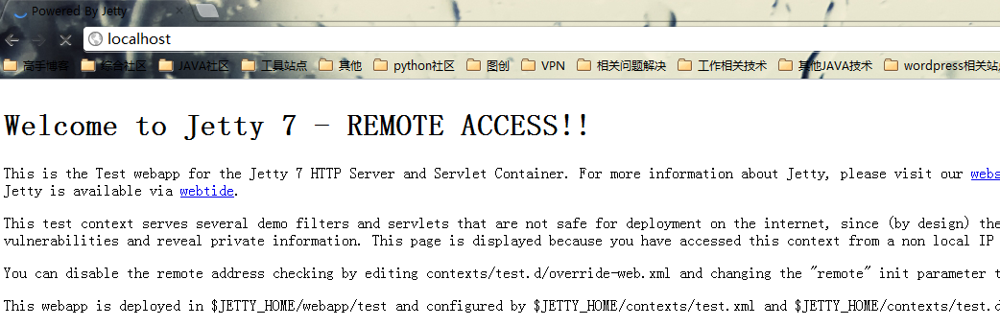 Powered By Jetty
localhost
高手博客 综合社区 JAVA社区 工具站点 其他 python社区 图创 VPN 相关问题解决 工作相关技术 其他JAVA技术 wordpress相关站
Welcome to Jetty 7 - REMOTE ACCESS!!
This is the Test webapp for the Jetty 7 HTTP Server and Servlet Container. For more information about Jetty, please visit our webs
Jetty is available via webtide.
This test context serves several demo filters and servlets that are not safe for deployment on the internet, since (by design) the
vulnerabilities and reveal private information. This page is displayed because you have accessed this context from a non local IP
You can disable the remote address checking by editing contexts/test.d/override-web.xml and changing the "remote" init parameter t
This webapp is deployed in $JETTY_HOME/webapp/test and configured by $JETTY_HOME/contexts/test.xml and $JETTY_HOME/contexts/test.d